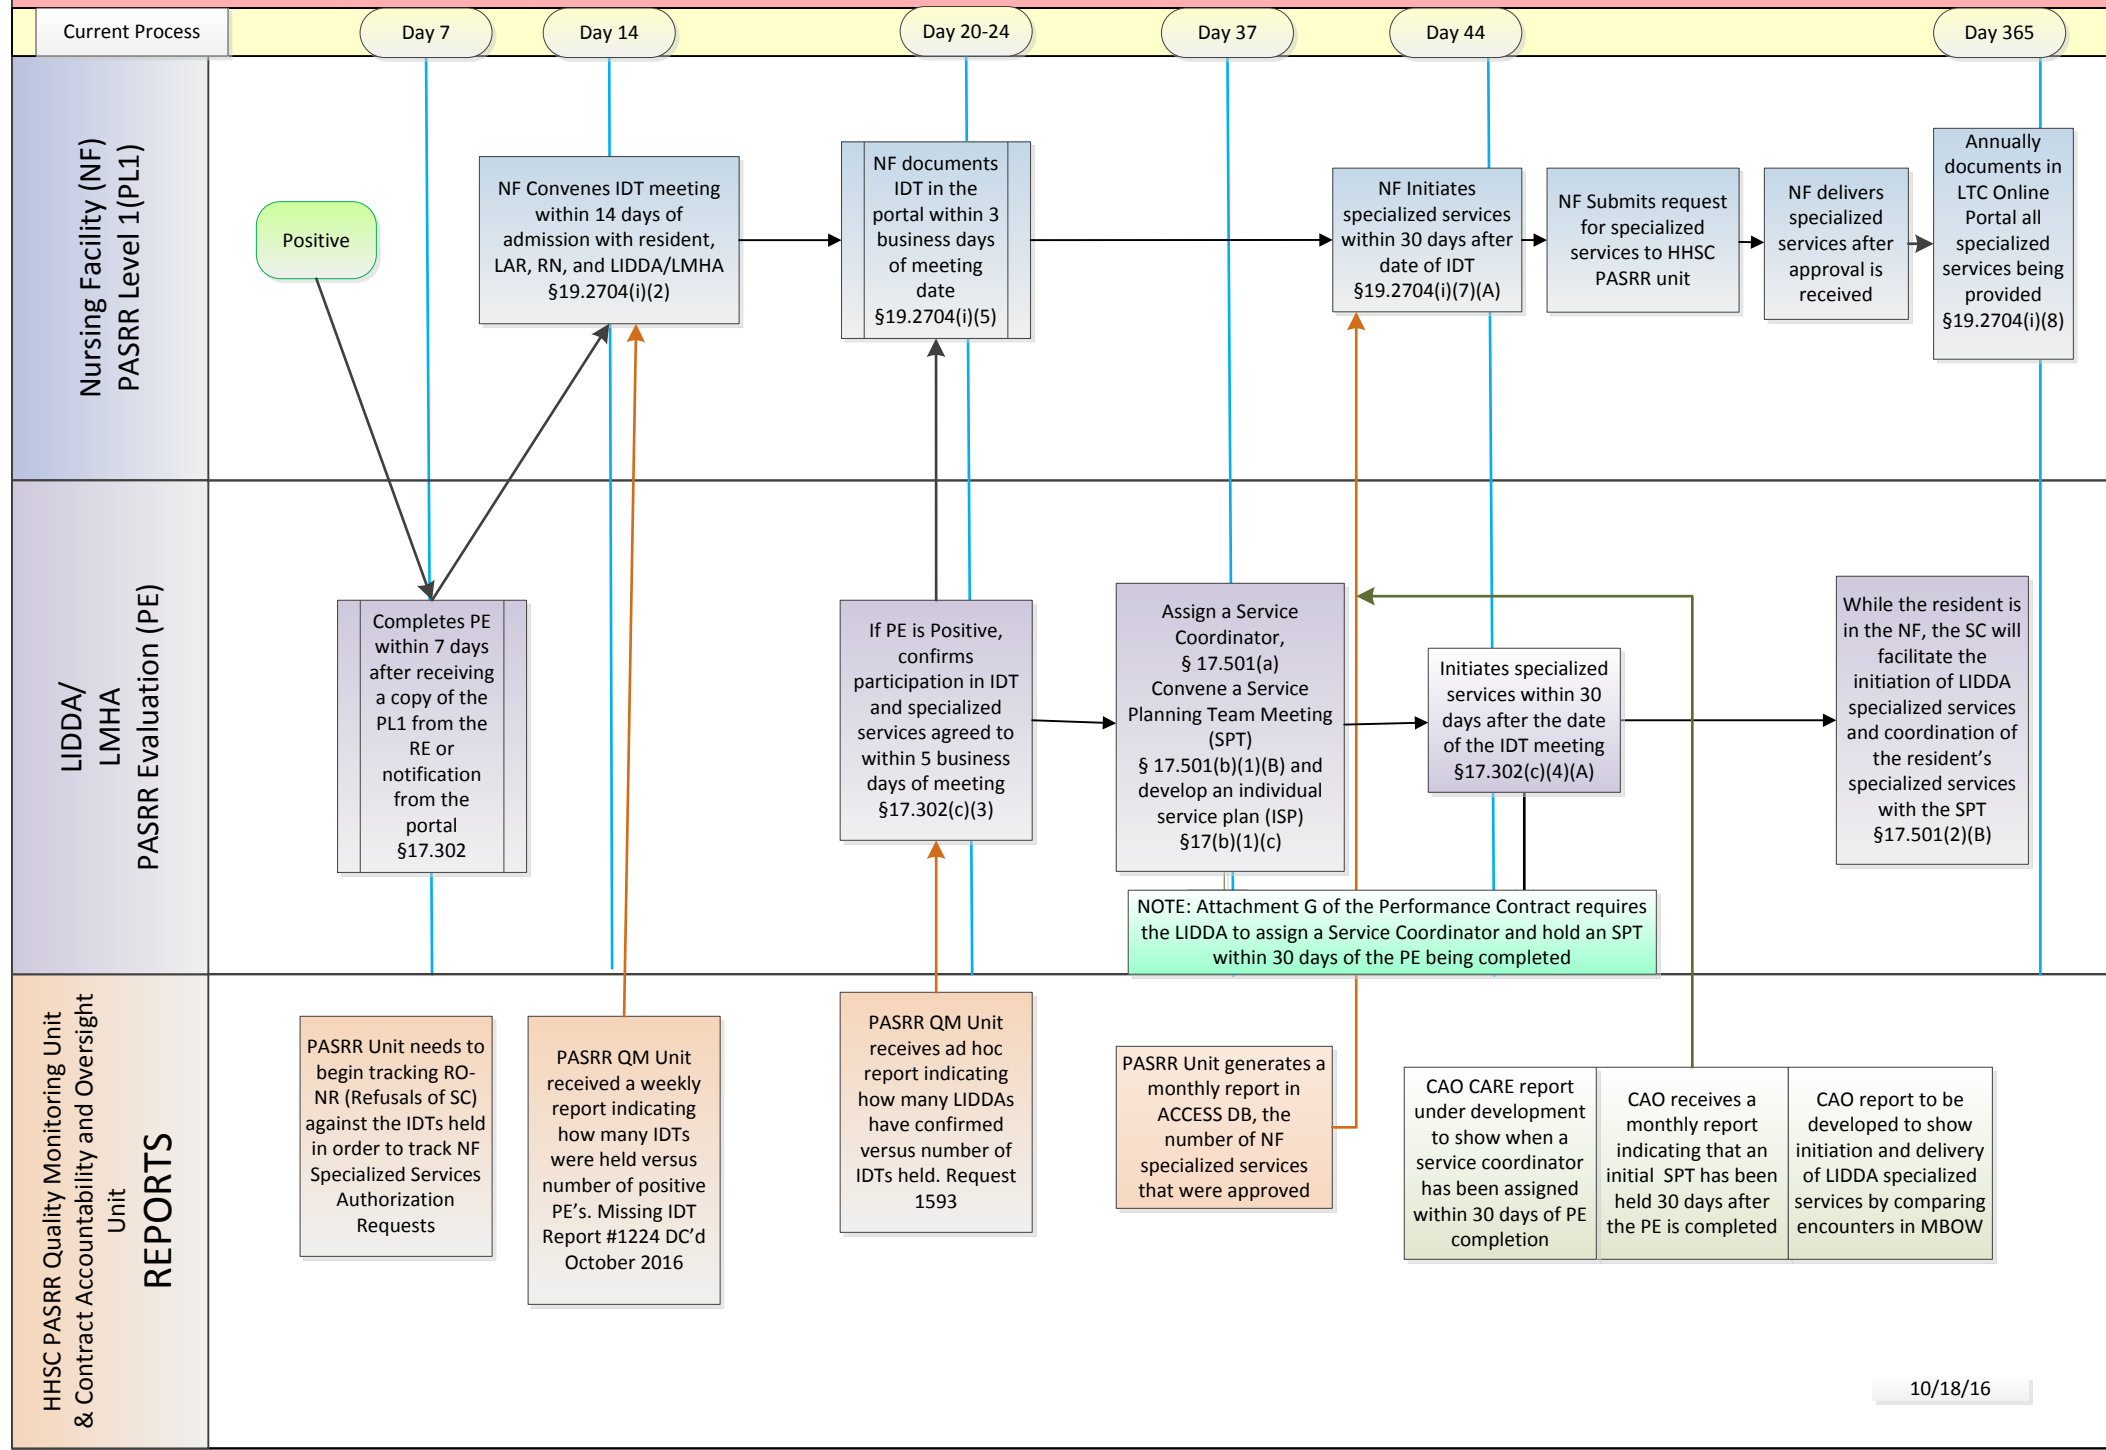 Current Process
Day 7
Day 14
Day 20-24
Day 37
Day 44
Day 365
Nursing Facility (NF)
PASRR Level 1(PL1)
Positive
NF Convenes IDT meeting
within 14 days of
admission with resident,
LAR, RN, and LIDDA/LMHA
§19.2704(i)(2)
NF documents
IDT in the
portal within 3
business days
of meeting
date
§19.2704(i)(5)
NF Initiates
specialized services
within 30 days after
date of IDT
§19.2704(i)(7)(A)
NF Submits request
for specialized
services to HHSC
PASRR unit
NF delivers
specialized
services after
approval is
received
Annually
documents in
LTC Online
Portal all
specialized
services being
provided
§19.2704(i)(8)
LIDDA/
LMHA
PASRR Evaluation (PE)
Completes PE
within 7 days
after receiving
a copy of the
PL1 from the
RE or
notification
from the
portal
§17.302
If PE is Positive,
confirms
participation in IDT
and specialized
services agreed to
within 5 business
days of meeting
§17.302(c)(3)
Assign a Service
Coordinator,
§ 17.501(a)
Convene a Service
Planning Team Meeting
(SPT)
§ 17.501(b)(1)(B) and
develop an individual
service plan (ISP)
§17(b)(1)(c)
Initiates specialized
services within 30
days after the date
of the IDT meeting
§17.302(c)(4)(A)
While the resident is
in the NF, the SC will
facilitate the
initiation of LIDDA
specialized services
and coordination of
the resident's
specialized services
with the SPT
§17.501(2)(B)
NOTE: Attachment G of the Performance Contract requires
the LIDDA to assign a Service Coordinator and hold an SPT
within 30 days of the PE being completed
HHSC PASRR Quality Monitoring Unit
& Contract Accountability and Oversight
Unit
REPORTS
PASRR Unit needs to
begin tracking RO-
NR (Refusals of SC)
against the IDTs held
in order to track NF
Specialized Services
Authorization
Requests
PASRR QM Unit
received a weekly
report indicating
how many IDTs
were held versus
number of positive
PE's. Missing IDT
Report #1224 DC'd
October 2016
PASRR QM Unit
receives ad hoc
report indicating
how many LIDDAs
have confirmed
versus number of
IDTs held. Request
1593
PASRR Unit generates a
monthly report in
ACCESS DB, the
number of NF
specialized services
that were approved
CAO CARE report
under development
to show when a
service coordinator
has been assigned
within 30 days of PE
completion
CAO receives a
monthly report
indicating that an
initial SPT has been
held 30 days after
the PE is completed
CAO report to be
developed to show
initiation and delivery
of LIDDA specialized
services by comparing
encounters in MBOW
10/18/16